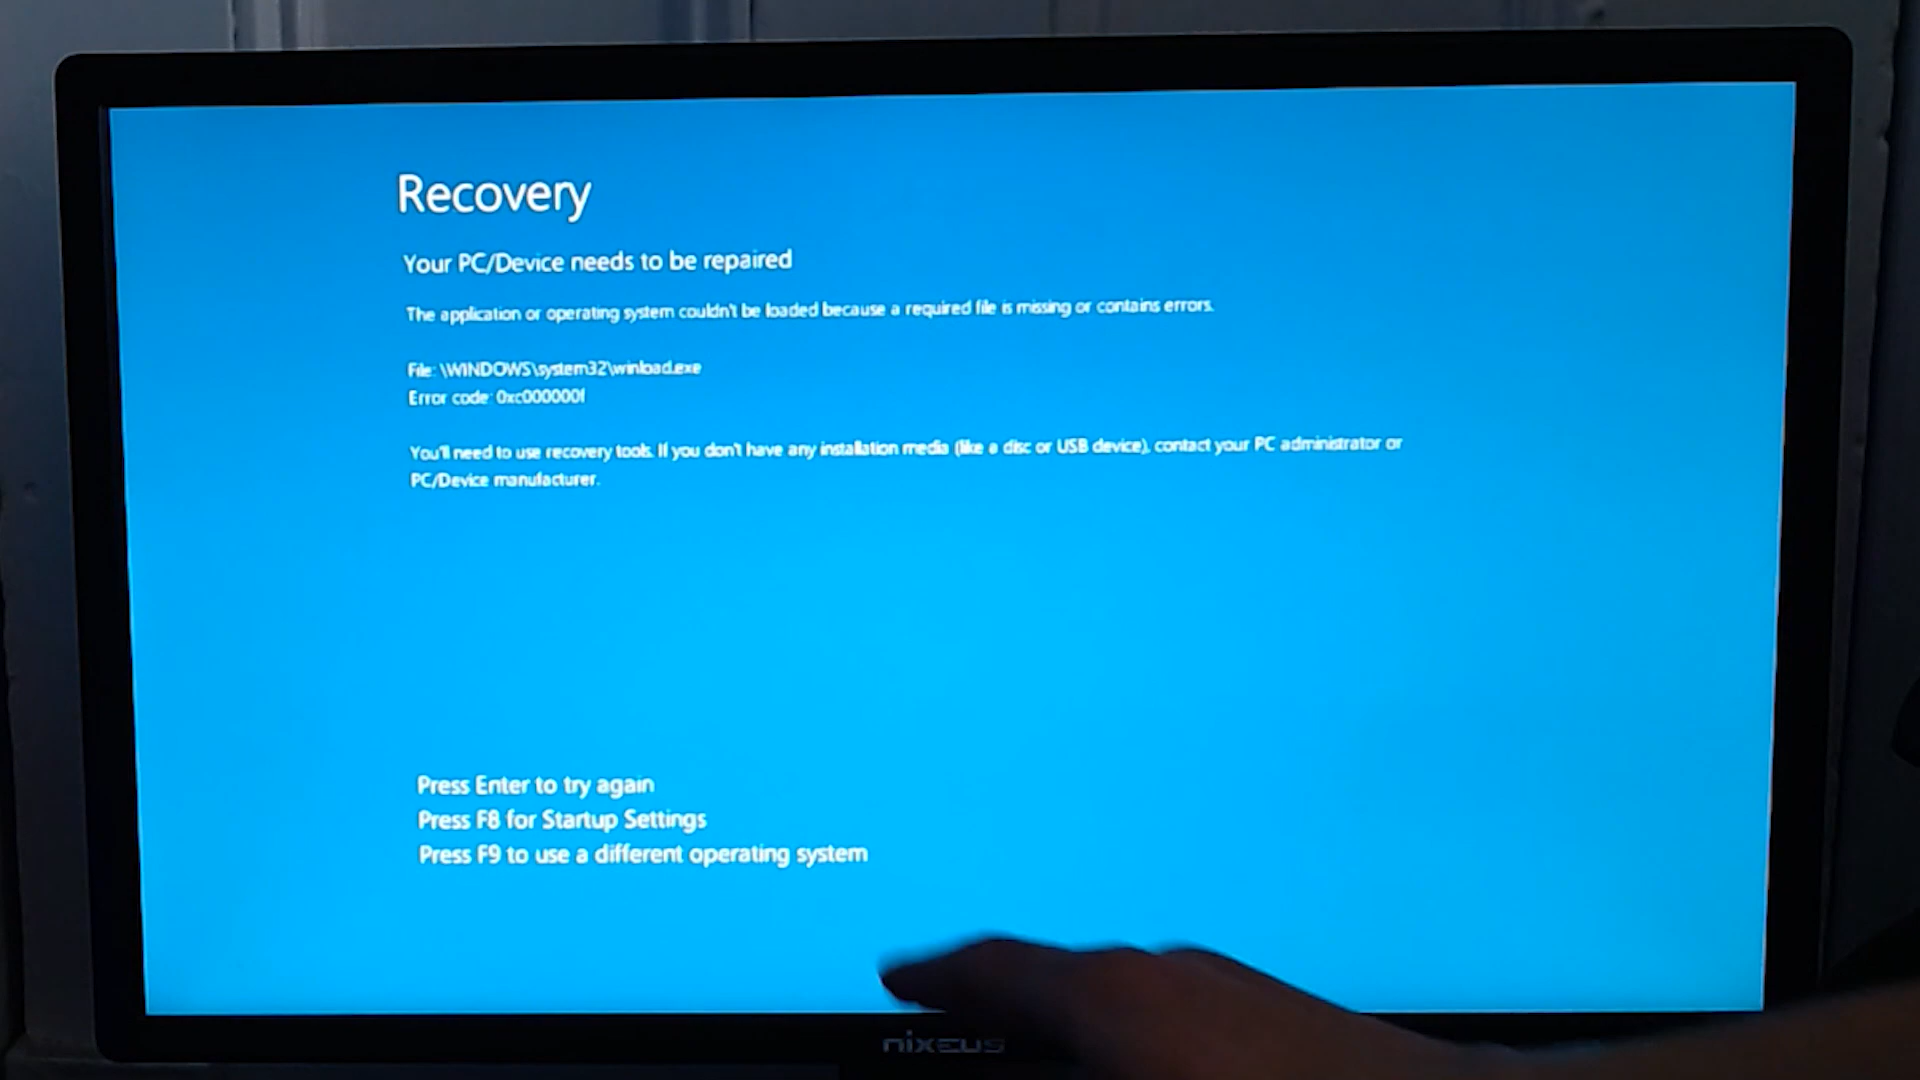 Recovery
Your PC/Device needs to be repaired
The application or operating system couldn't be loaded because a required file is missing or contains errors.
File: \WINDOWS\system32\winload.exe
Error code: 0xc000000f
You'll need to use recovery tools. If you don't have any installation media (like a disc or USB device), contact your PC administrator or
PC/Device manufacturer.
Press Enter to try again
Press F8 for Startup Settings
Press F9 to use a different operating system
nixeus